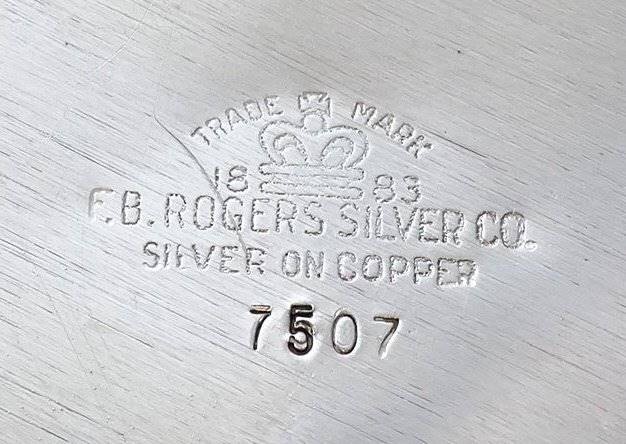 TRADE MARK
18 83
F.B. ROGERS SILVER CO.
SILVER ON COPPER
7507